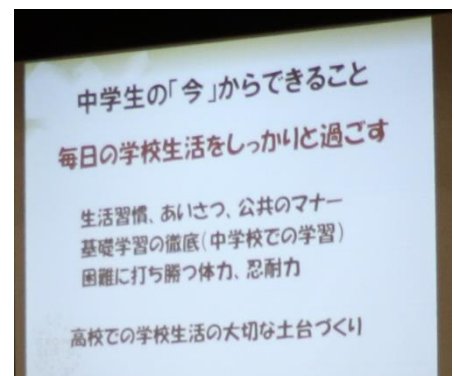 中学生の「今」からできること
毎日の学校生活をしっかりと過ごす
生活習慣、あいさつ、公共のマナー
基礎学習の徹底(中学校での学習)
困難に打ち勝つ体力、忍耐力
高校での学校生活の大切な土台づくり